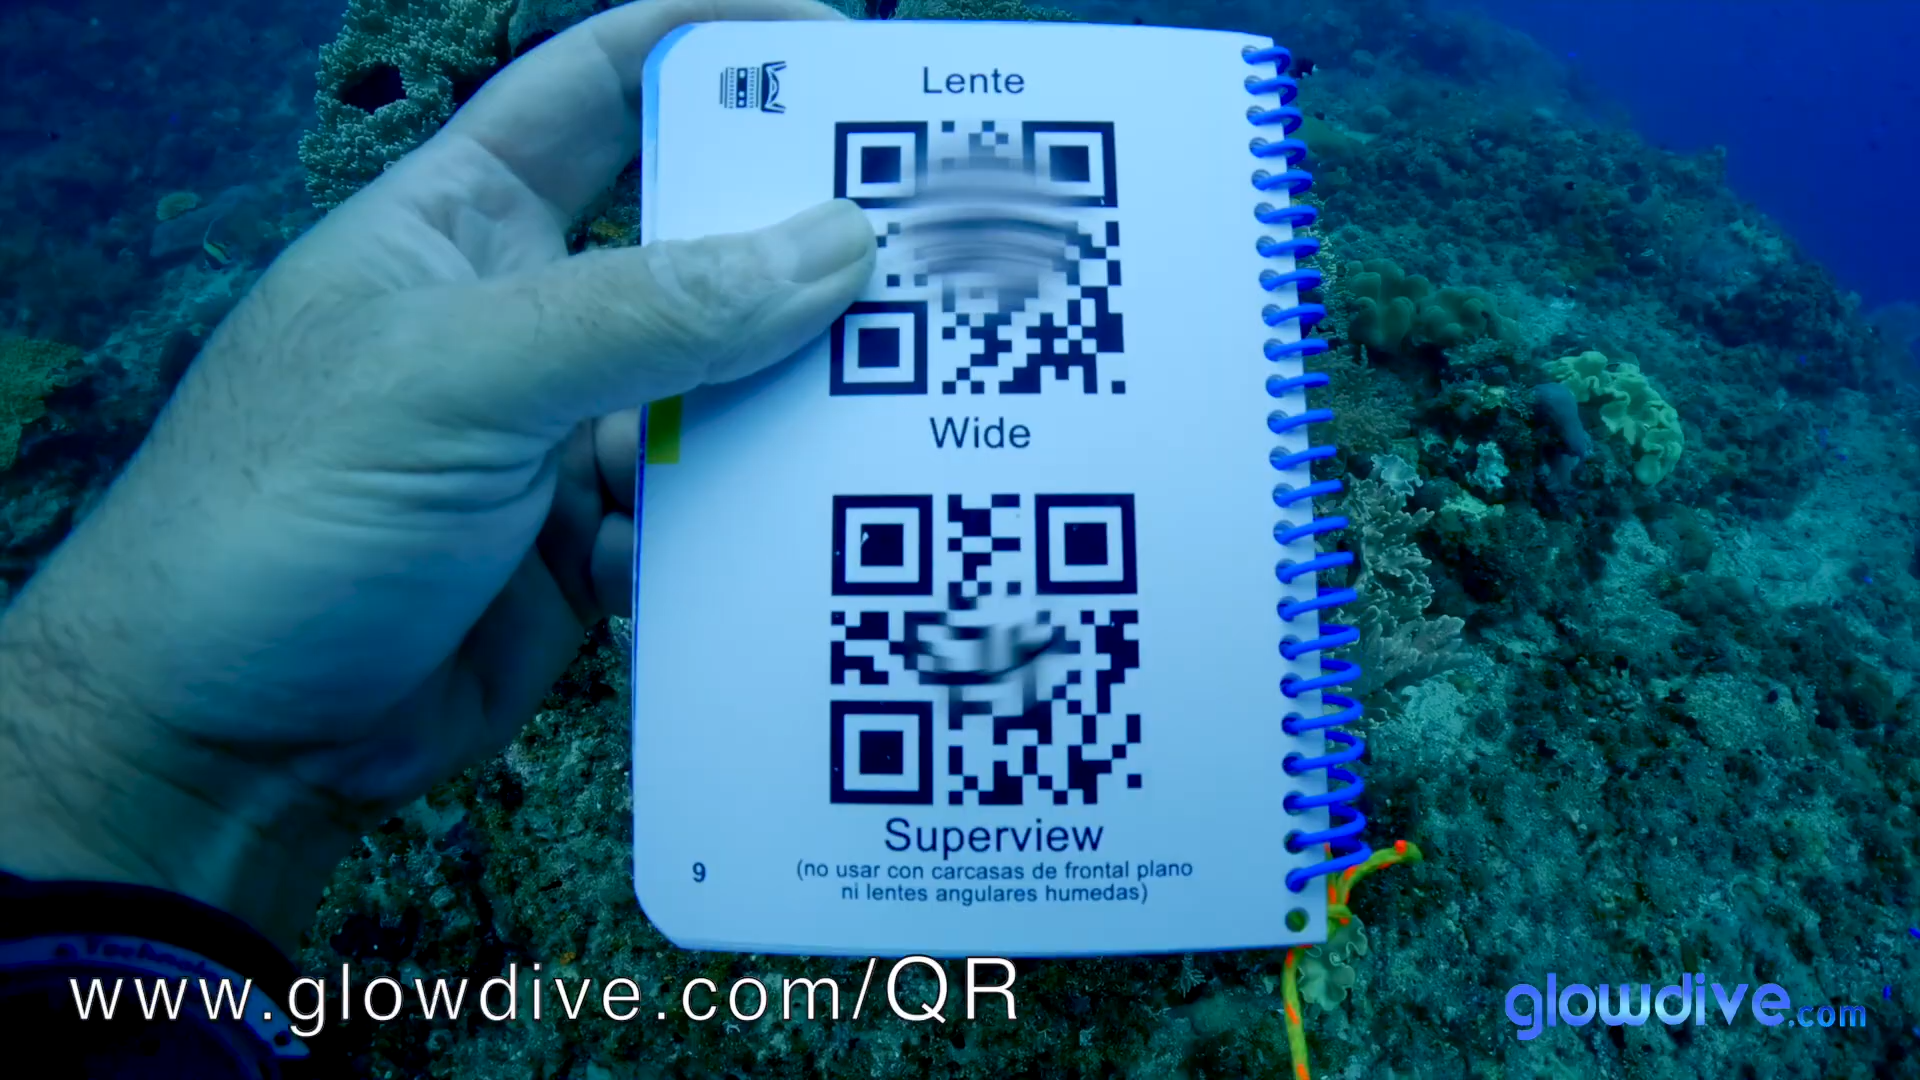 Lente
Wide
Superview
(no usar con carcasas de frontal plano
ni lentes angulares humedas)
9
www.glowdive.com/QR
glowdive.com